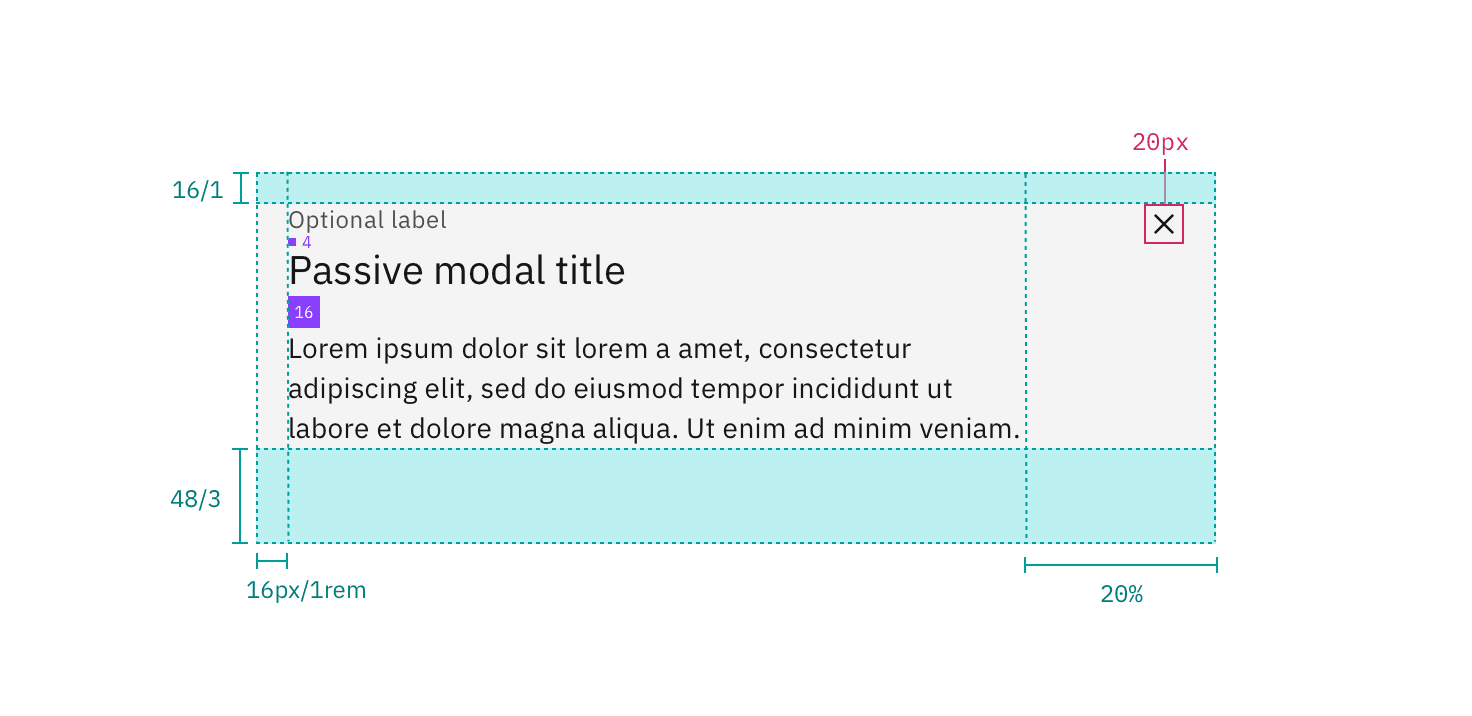 20px
16/1
Optional label
4
Passive modal title
16
Lorem ipsum dolor sit lorem a amet, consectetur
adipiscing elit, sed do eiusmod tempor incididunt ut
labore et dolore magna aliqua. Ut enim ad minim veniam.
48/3
16px/1rem
20%